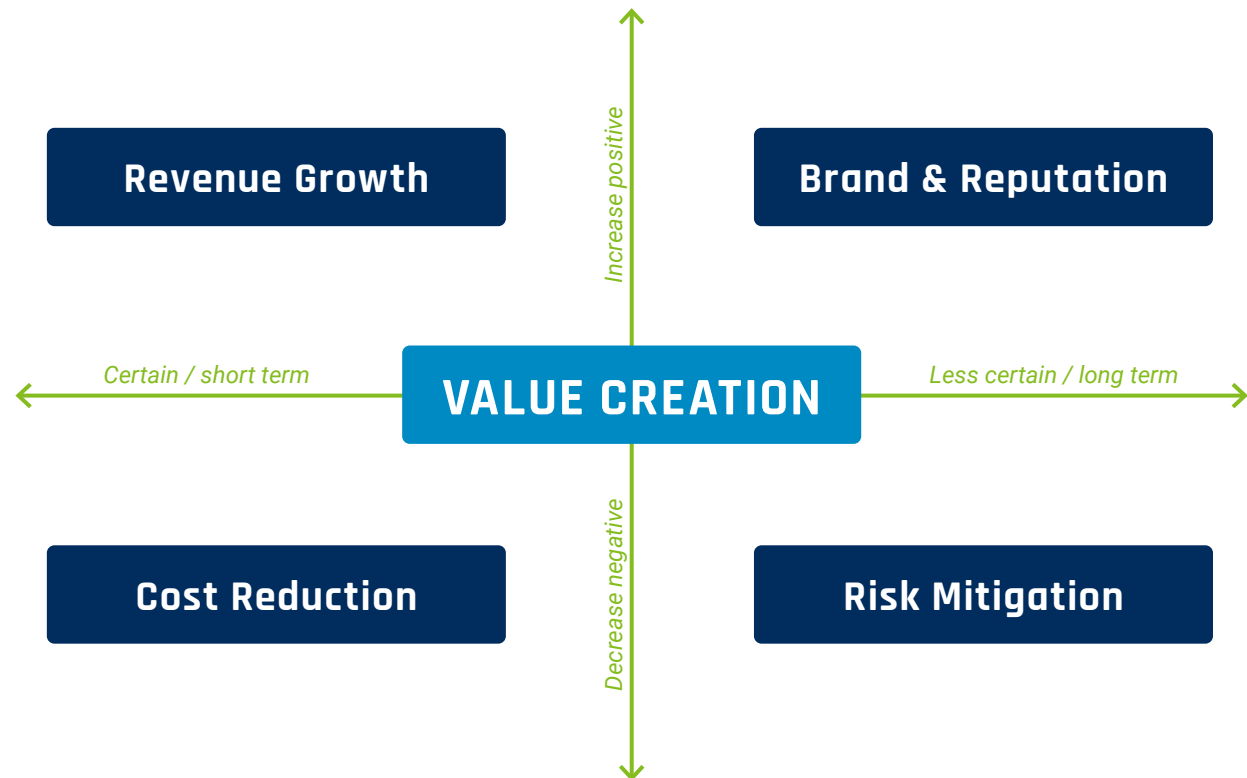 Increase positive
Revenue Growth
Brand & Reputation
Certain / short term
VALUE CREATION
Less certain / long term
Decrease negative
Cost Reduction
Risk Mitigation